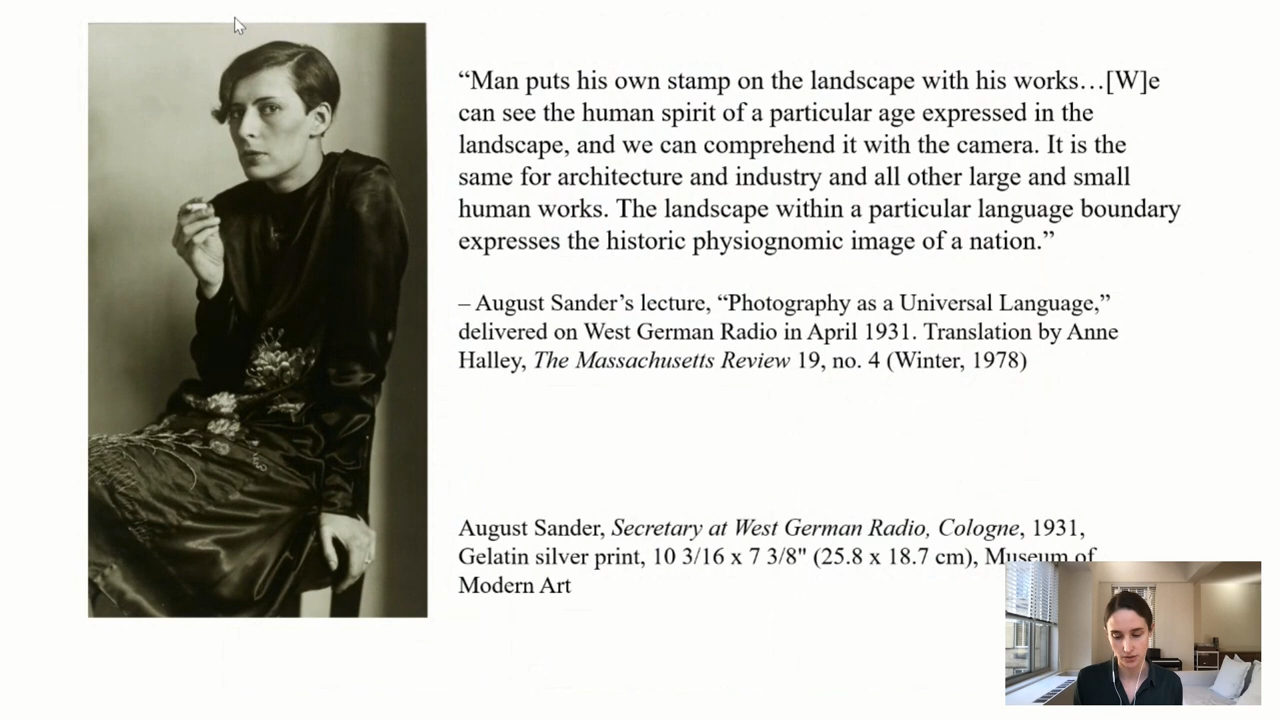 “Man puts his own stamp on the landscape with his works…[W]e
can see the human spirit of a particular age expressed in the
landscape, and we can comprehend it with the camera. It is the
same for architecture and industry and all other large and small
human works. The landscape within a particular language boundary
expresses the historic physiognomic image of a nation.”
– August Sander’s lecture, “Photography as a Universal Language,”
delivered on West German Radio in April 1931. Translation by Anne
Halley, The Massachusetts Review 19, no. 4 (Winter, 1978)
August Sander, Secretary at West German Radio, Cologne, 1931,
Gelatin silver print, 10 3/16 x 7 3/8" (25.8 x 18.7 cm), Museum of
Modern Art